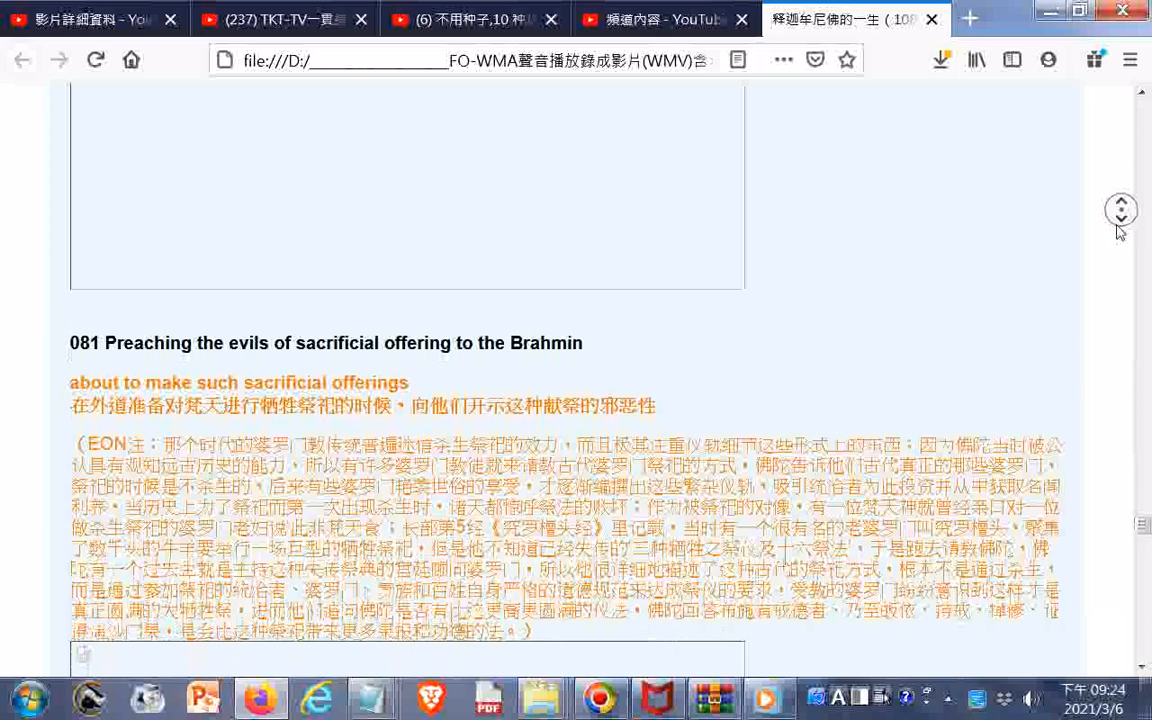 影片詳細資料 - You
(237) TKT-TV一貫
(6) 不用种子,10 种
頻道內容 - YouTub
释迦牟尼佛的一生（108
file:///D:/________________FO-WMA聲音播放錄成影片(WMV)含
081 Preaching the evils of sacrificial offering to the Brahmin
about to make such sacrificial offerings
在外道准备对梵天进行牺牲祭祀的时候、向他们开示这种献祭的邪恶性
（EON注：那个时代的婆罗门教传统普遍迷信杀生祭祀的效力，而且极其注重仪轨细节这些形式上的东西；因为佛陀当时被公
认具有观知远古历史的能力，所以有许多婆罗门教徒就来请教古代婆罗门祭祀的方式，佛陀告诉他们古代真正的那些婆罗门，
祭祀的时候是不杀生的，后来有些婆罗门艳羡世俗的享受，才逐渐编撰出这些繁杂仪轨，吸引统治者为此投资并从中获取名闻
利养。当历史上为了祭祀而第一次出现杀生时，诸天都惊呼祭法的败坏；作为被祭祀的对像，有一位梵天神就曾经亲口对一位
做杀生祭祀的婆罗门老妇说此非梵天食；长部第5经《究罗檀头经》里记载，当时有一个很有名的老婆罗门叫究罗檀头、聚集
了数千头的牛羊要举行一场巨型的牺牲祭祀，但是他不知道已经失传的'三种牺牲之祭仪及十六祭法'，于是跑去请教佛陀，佛
陀有一个过去生就是主持这种失传祭典的宫廷顾问婆罗门，所以他很详细地描述了这种古代的祭祀方式，根本不是通过杀生，
而是通过参加祭祀的统治者、婆罗门、贵族和百姓自身严格的道德规范来达成祭仪的要求，受教的婆罗门纷纷意识到这样才是
真正圆满的大牺牲祭，进而他们追问佛陀是否有比这更高更圆满的仪法，佛陀回答布施有戒德者、乃至皈依、持戒、禅修、证
得沙门果，是会比这种祭祀带来更多果报和功德的法。）
PDF
A
下午 09:24
2021/3/6